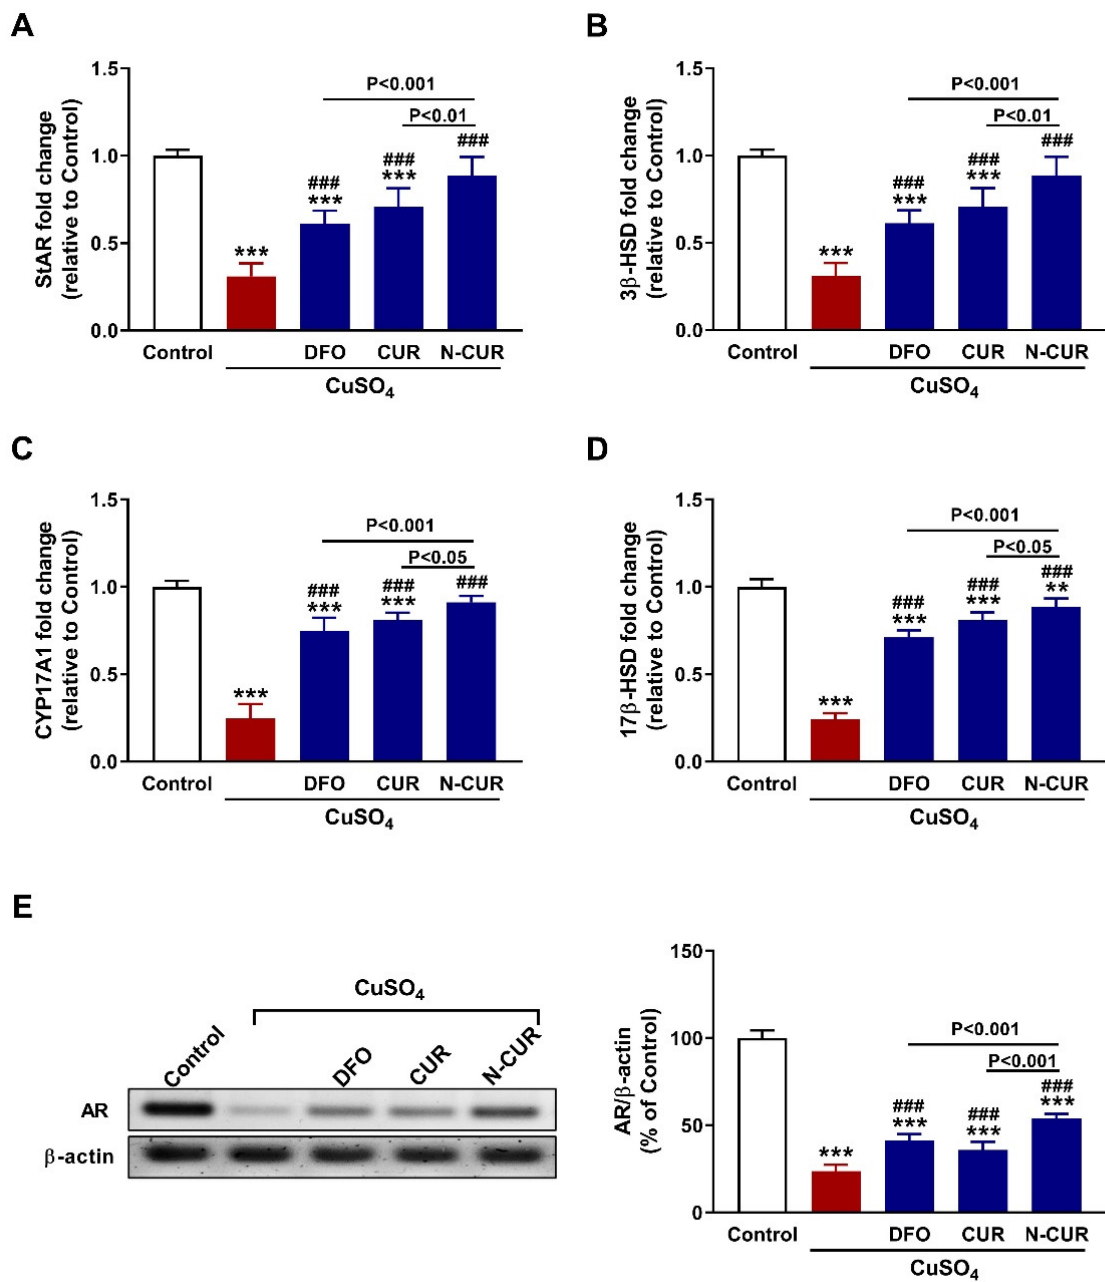 A
StAR fold change
(relative to Control)
1.5
1.0
0.5
0.0
P<0.001
P<0.01
***
###
***
###
***
###
Control
DFO
CUR
N-CUR
CuSO₄
B
3β-HSD fold change
(relative to Control)
1.5
1.0
0.5
0.0
P<0.001
P<0.01
***
###
***
###
***
###
Control
DFO
CUR
N-CUR
CuSO₄
C
CYP17A1 fold change
(relative to Control)
1.5
1.0
0.5
0.0
P<0.001
P<0.05
***
###
***
###
***
###
Control
DFO
CUR
N-CUR
CuSO₄
D
17β-HSD fold change
(relative to Control)
1.5
1.0
0.5
0.0
P<0.001
P<0.05
***
###
***
###
***
###
**
Control
DFO
CUR
N-CUR
CuSO₄
E
CuSO₄
Control
DFO
CUR
N-CUR
AR
β-actin
AR/β-actin
(% of Control)
150
100
50
0
P<0.001
P<0.001
***
###
***
###
***
###
***
Control
DFO
CUR
N-CUR
CuSO₄